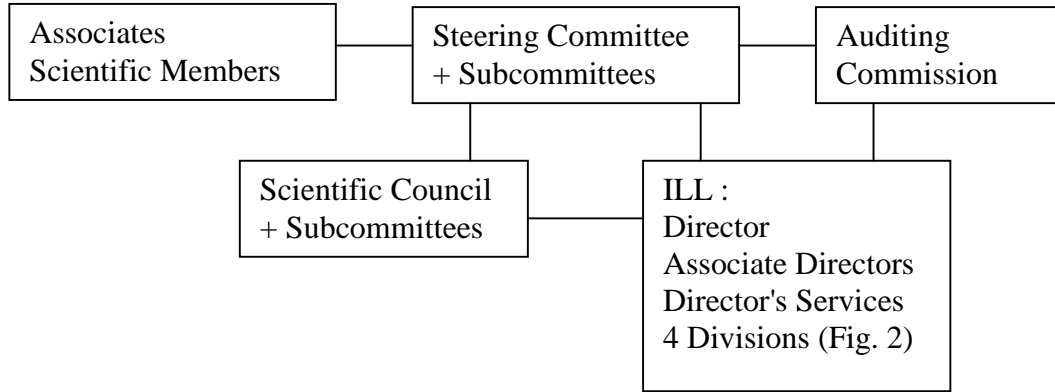 Associates
Scientific Members
Steering Committee
+ Subcommittees
Auditing
Commission
Scientific Council
+ Subcommittees
ILL :
Director
Associate Directors
Director's Services
4 Divisions (Fig. 2)